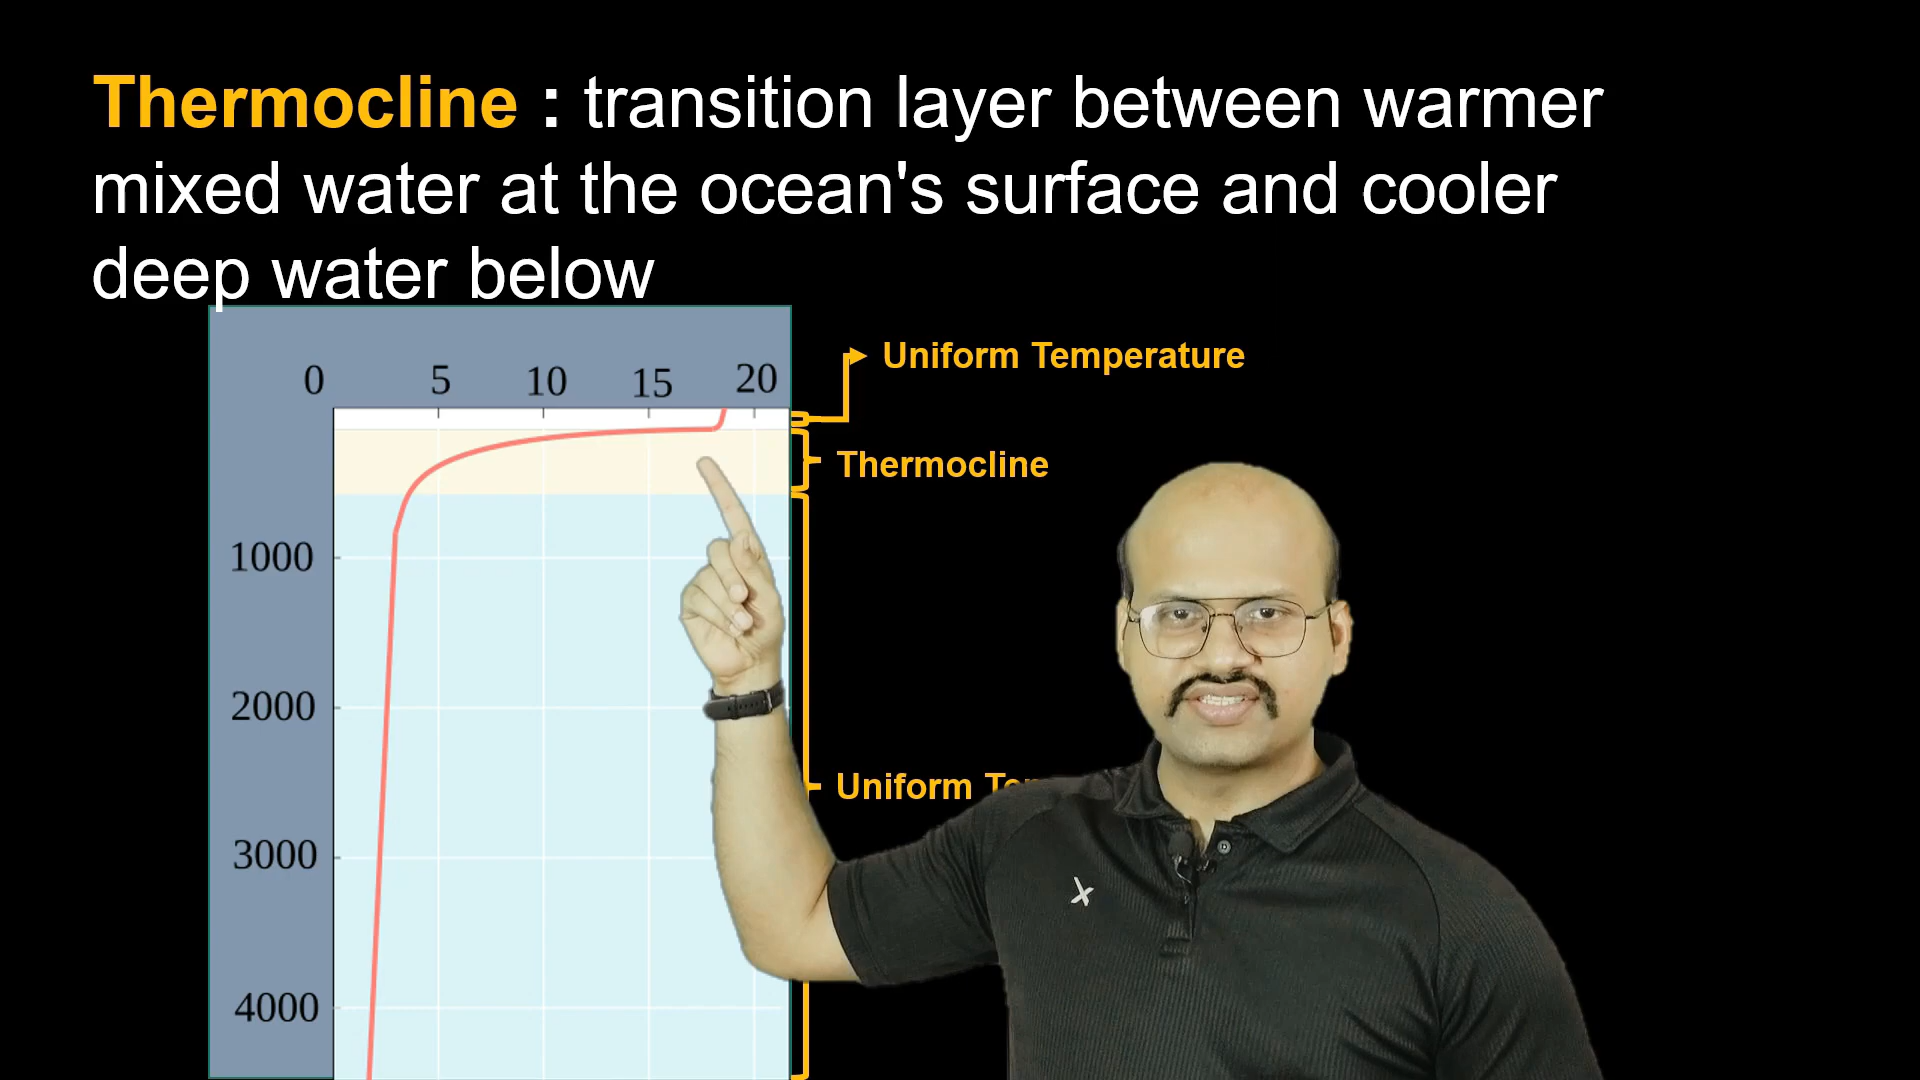 Thermocline : transition layer between warmer
mixed water at the ocean's surface and cooler
deep water below
Uniform Temperature
0 5 10 15 20
Thermocline
1000
2000
Uniform
3000
4000